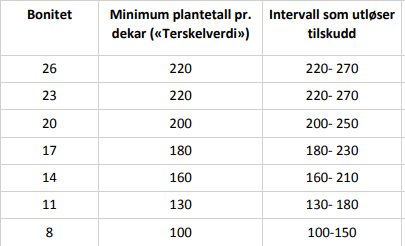 Bonitet Minimum plantetall pr. Intervall som utløser
dekar («Terskelverdi») tilskudd
26 220 220- 270
23 220 220- 270
20 200 200- 250
17 180 180- 230
14 160 160- 210
11 130 130- 180
8 100 100-150